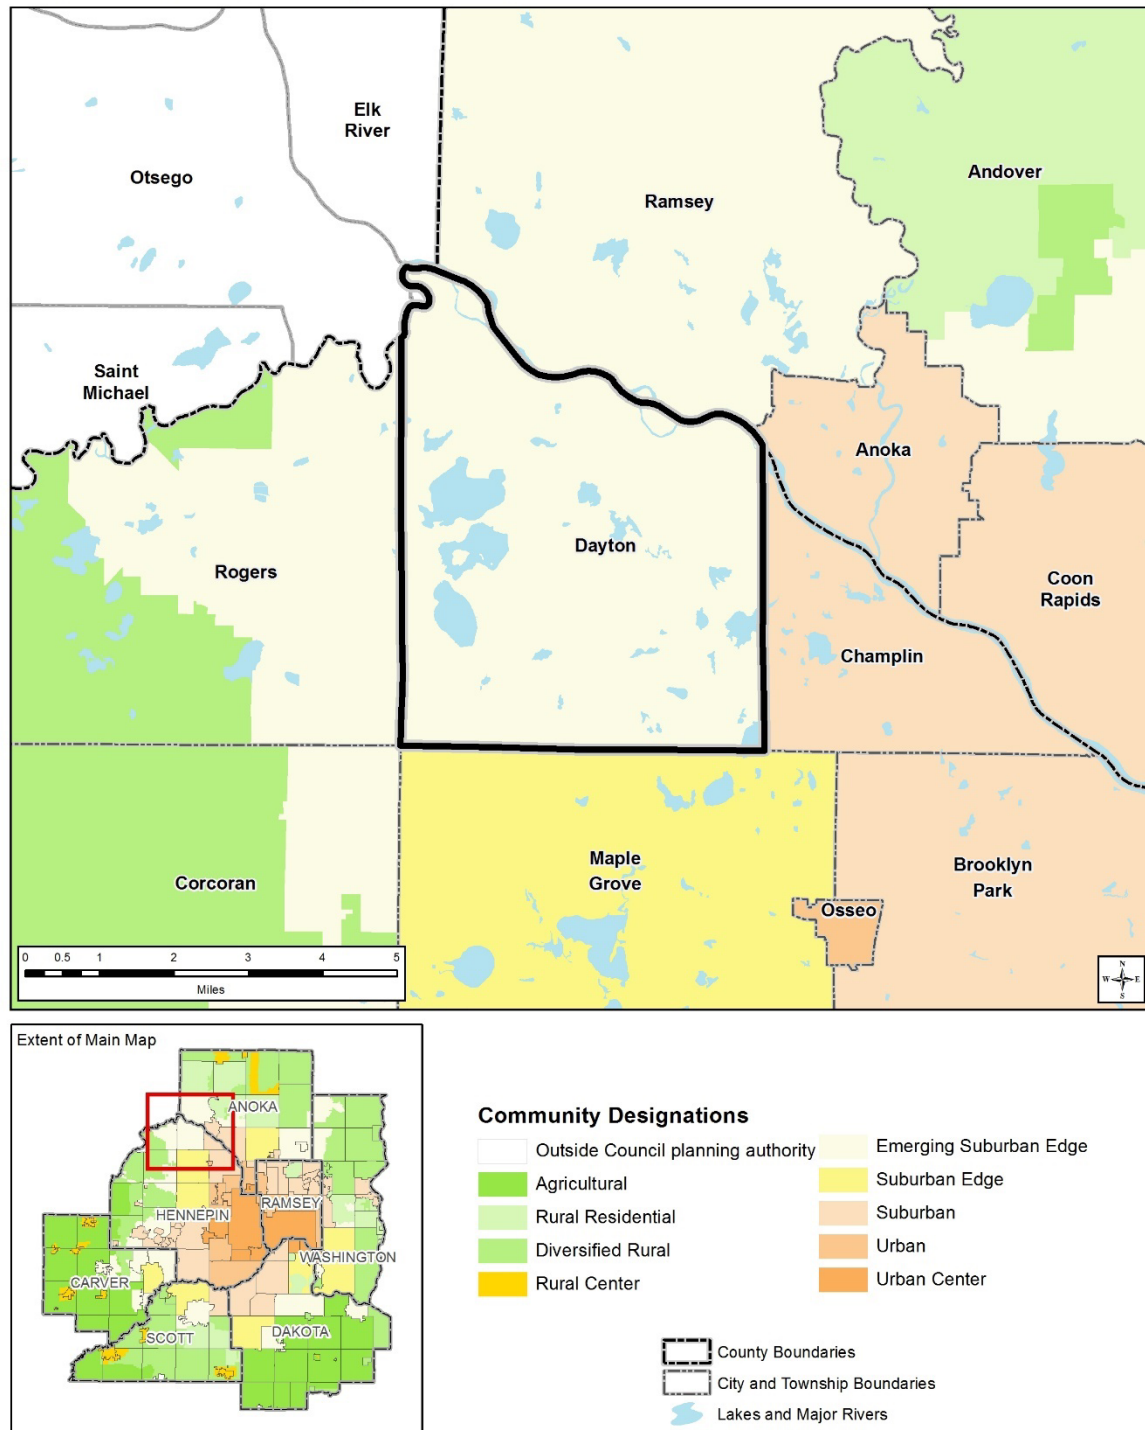 Elk
River
Otsego
Ramsey
Andover
Saint
Michael
Anoka
Dayton
Rogers
Coon
Rapids
Champlin
Maple
Grove
Brooklyn
Park
Corcoran
Osseo
0 0.5 1 2 3 4 5
Miles
N
W E
S
Extent of Main Map
ANOKA
HENNEPIN
RAMSEY
WASHINGTON
CARVER
SCOTT
DAKOTA
Community Designations
Outside Council planning authority
Agricultural
Rural Residential
Diversified Rural
Rural Center
Emerging Suburban Edge
Suburban Edge
Suburban
Urban
Urban Center
County Boundaries
City and Township Boundaries
Lakes and Major Rivers